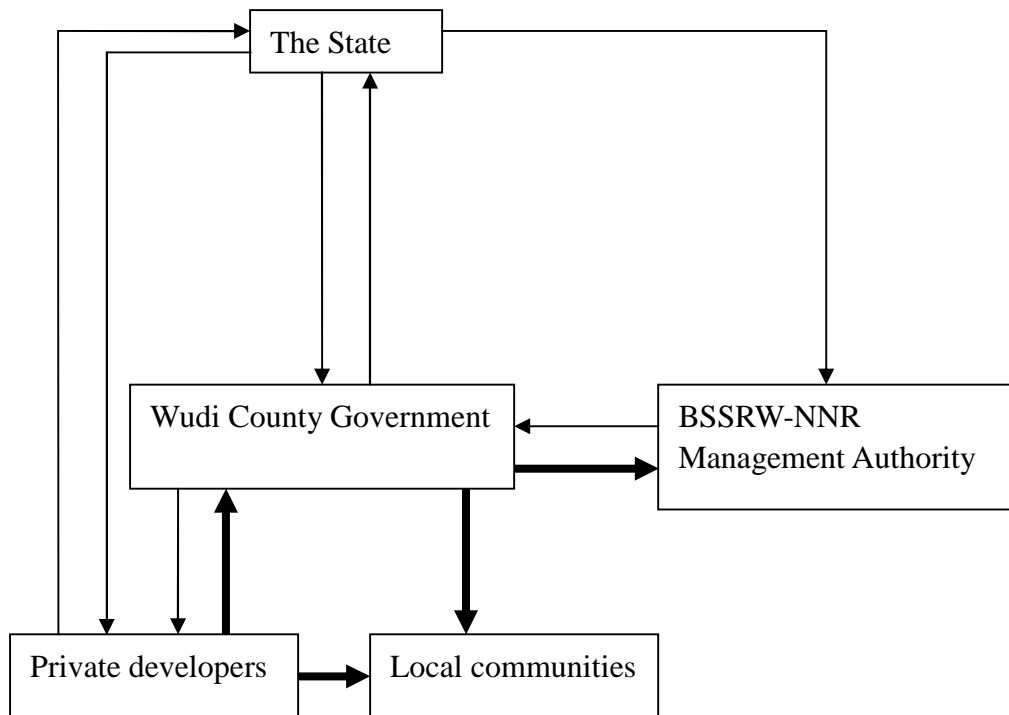 The State
Wudi County Government
BSSRW-NNR
Management Authority
Private developers
Local communities